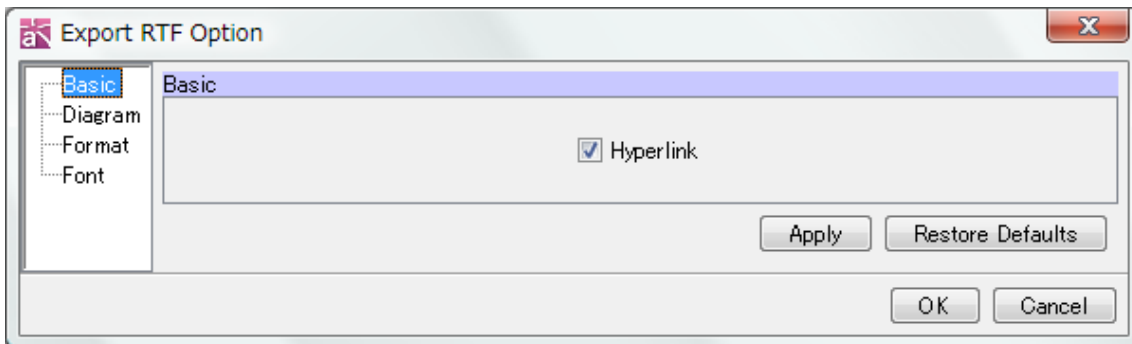 Export RTF Option
Basic
Diagram
Format
Font
Basic
Hyperlink
Apply Restore Defaults
OK Cancel